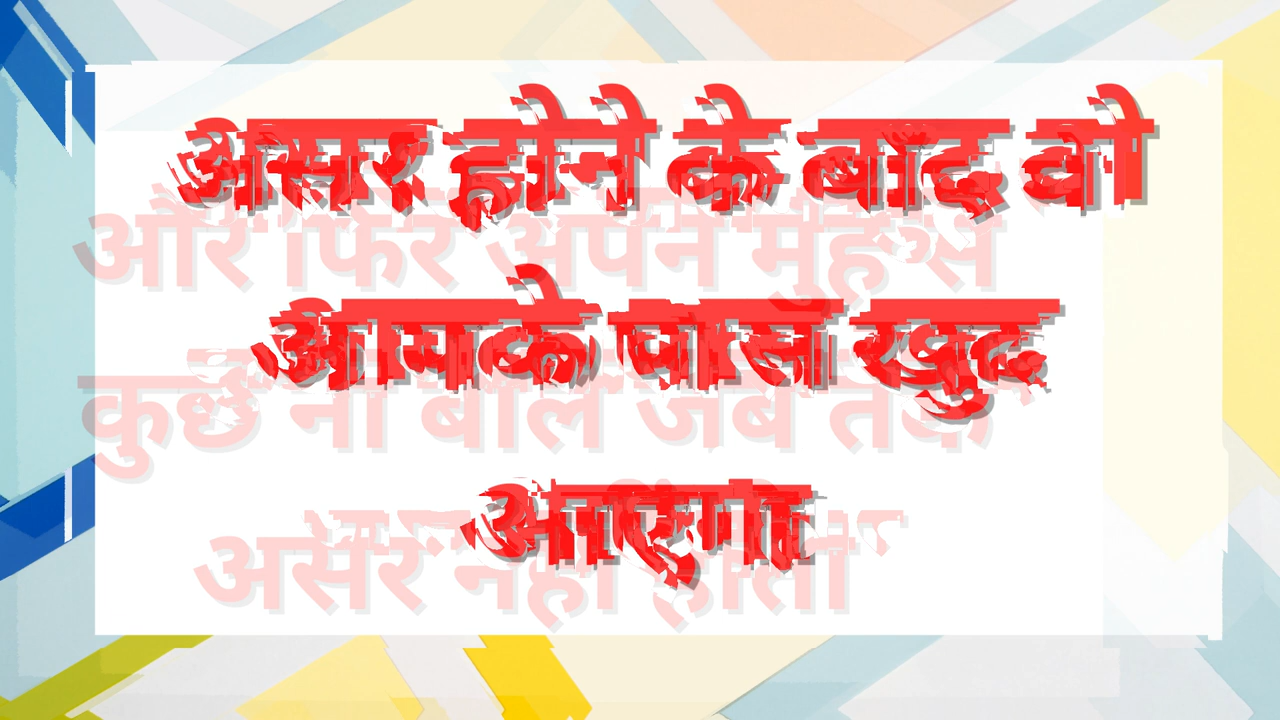 असर होने के बाद वो
और फिर अपने मुंह से
आपके पास खुद
कुछ ना बोले जब तक
आएगा
असर नहीं होता